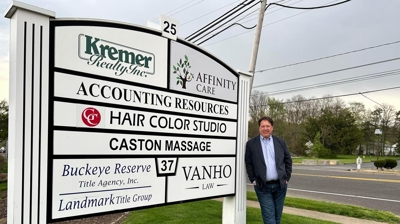 25
Kremer
Realty Inc.
AFFINITY
CARE
ACCOUNTING RESOURCES
HAIR COLOR STUDIO
CASTON MASSAGE
37
Buckeye Reserve
Title Agency, Inc.
Landmark Title Group
VANHO
LAW